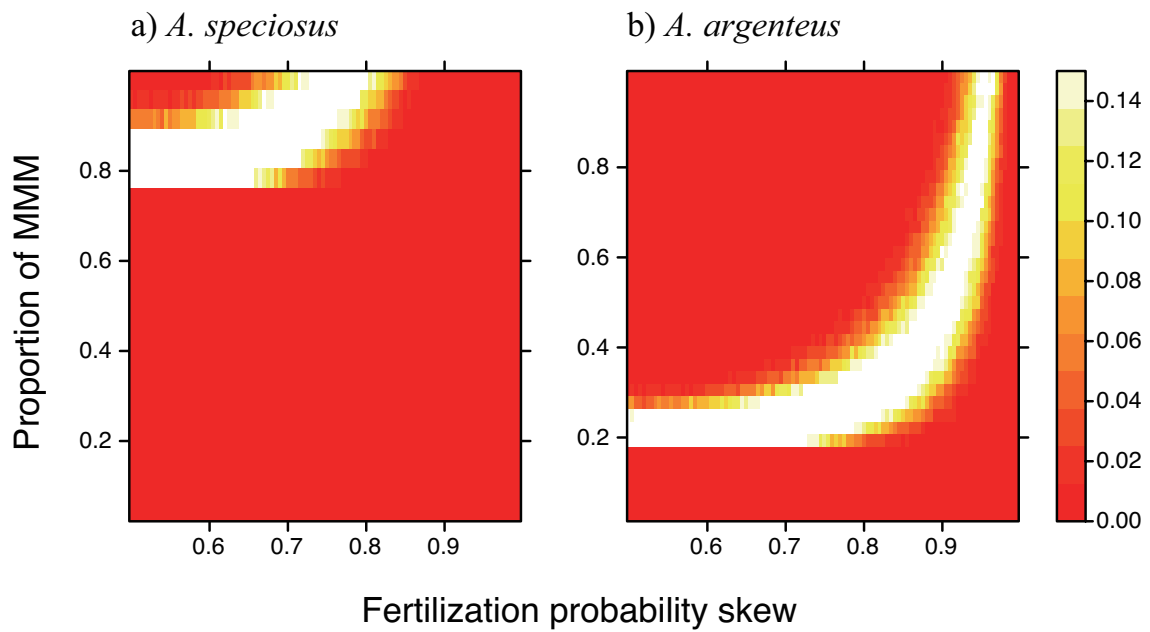 a) A. speciosus
b) A. argenteus
Proportion of MMM
0.8
0.6
0.4
0.2
0.6 0.7 0.8 0.9
0.8
0.6
0.4
0.2
0.6 0.7 0.8 0.9
0.14
0.12
0.10
0.08
0.06
0.04
0.02
0.00
Fertilization probability skew